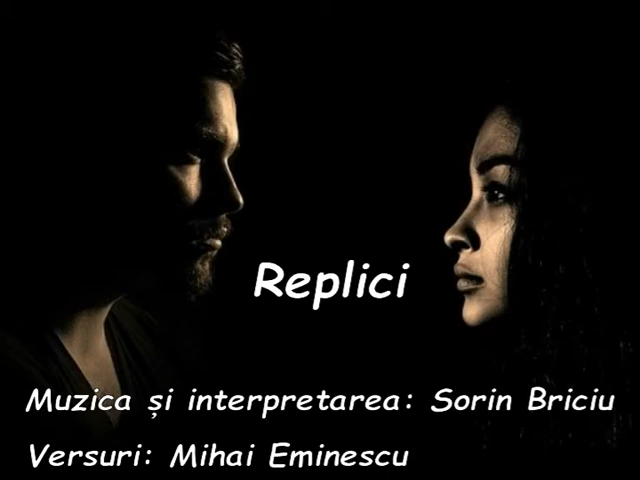 Replici
Muzica și interpretarea: Sorin Briciu
Versuri: Mihai Eminescu